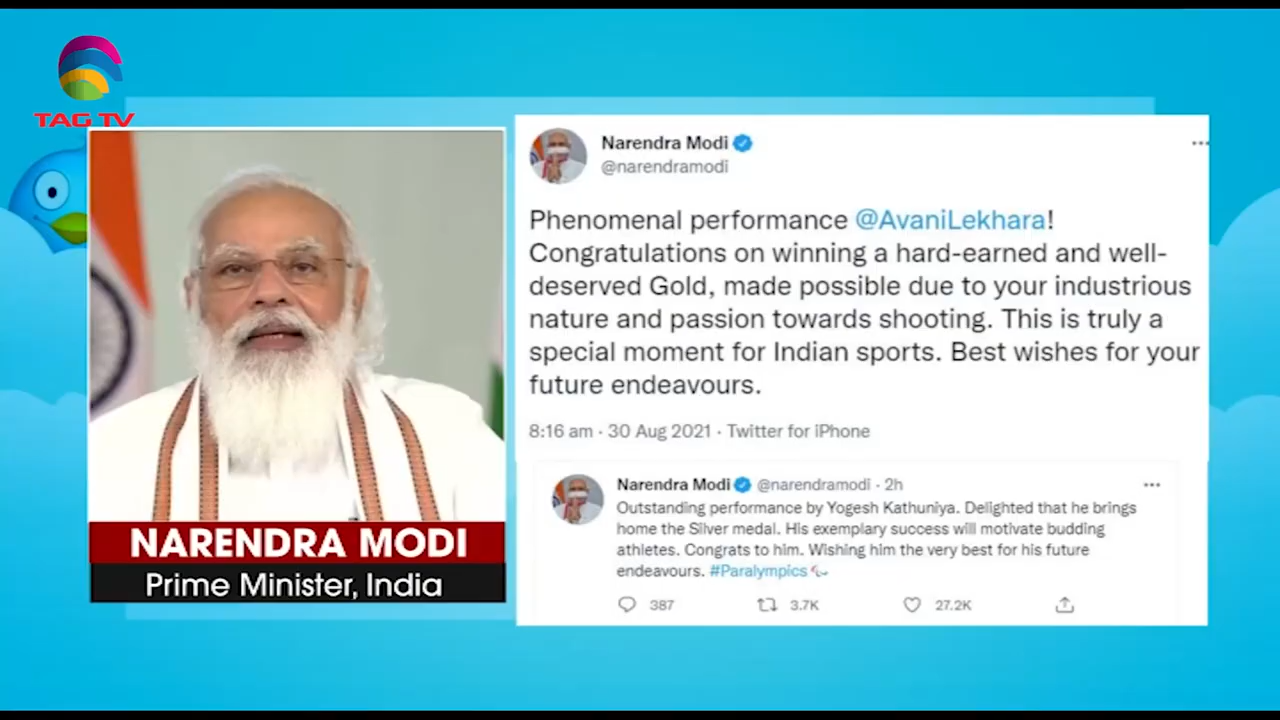 TAG TV
Narendra Modi
@narendramodi
Phenomenal performance @AvaniLekhara!
Congratulations on winning a hard-earned and well-
deserved Gold, made possible due to your industrious
nature and passion towards shooting. This is truly a
special moment for Indian sports. Best wishes for your
future endeavours.
8:16 am · 30 Aug 2021 · Twitter for iPhone
Narendra Modi @narendramodi · 2h
Outstanding performance by Yogesh Kathuniya. Delighted that he brings
home the Silver medal. His exemplary success will motivate budding
athletes. Congrats to him. Wishing him the very best for his future
endeavours. #Paralympics
387 3.7K 27.2K
NARENDRA MODI
Prime Minister, India